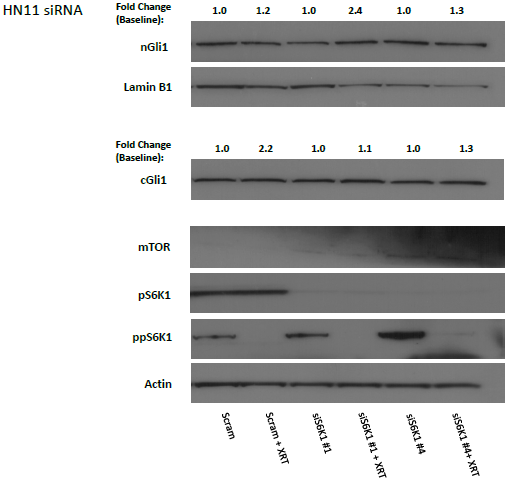 HN11 siRNA
Fold Change
(Baseline):
1.0 1.2 1.0 2.4 1.0 1.3
nGli1
Lamin B1
Fold Change
(Baseline):
1.0 2.2 1.0 1.1 1.0 1.3
cGli1
mTOR
pS6K1
ppS6K1
Actin
Scram
Scram + XRT
siS6K1 #1
siS6K1 #1 + XRT
siS6K1 #4
siS6K1 #4+ XRT